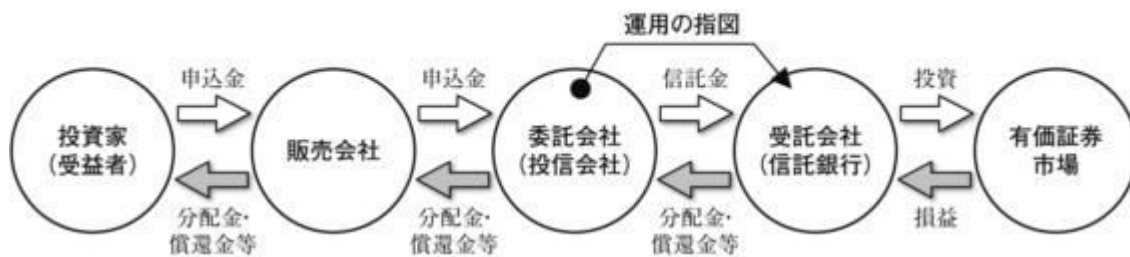 運用の指図
申込金
申込金
信託金
投資
投資家
(受益者)
販売会社
委託会社
(投信会社)
受託会社
(信託銀行)
有価証券
市場
分配金・
償還金等
分配金・
償還金等
分配金・
償還金等
損益